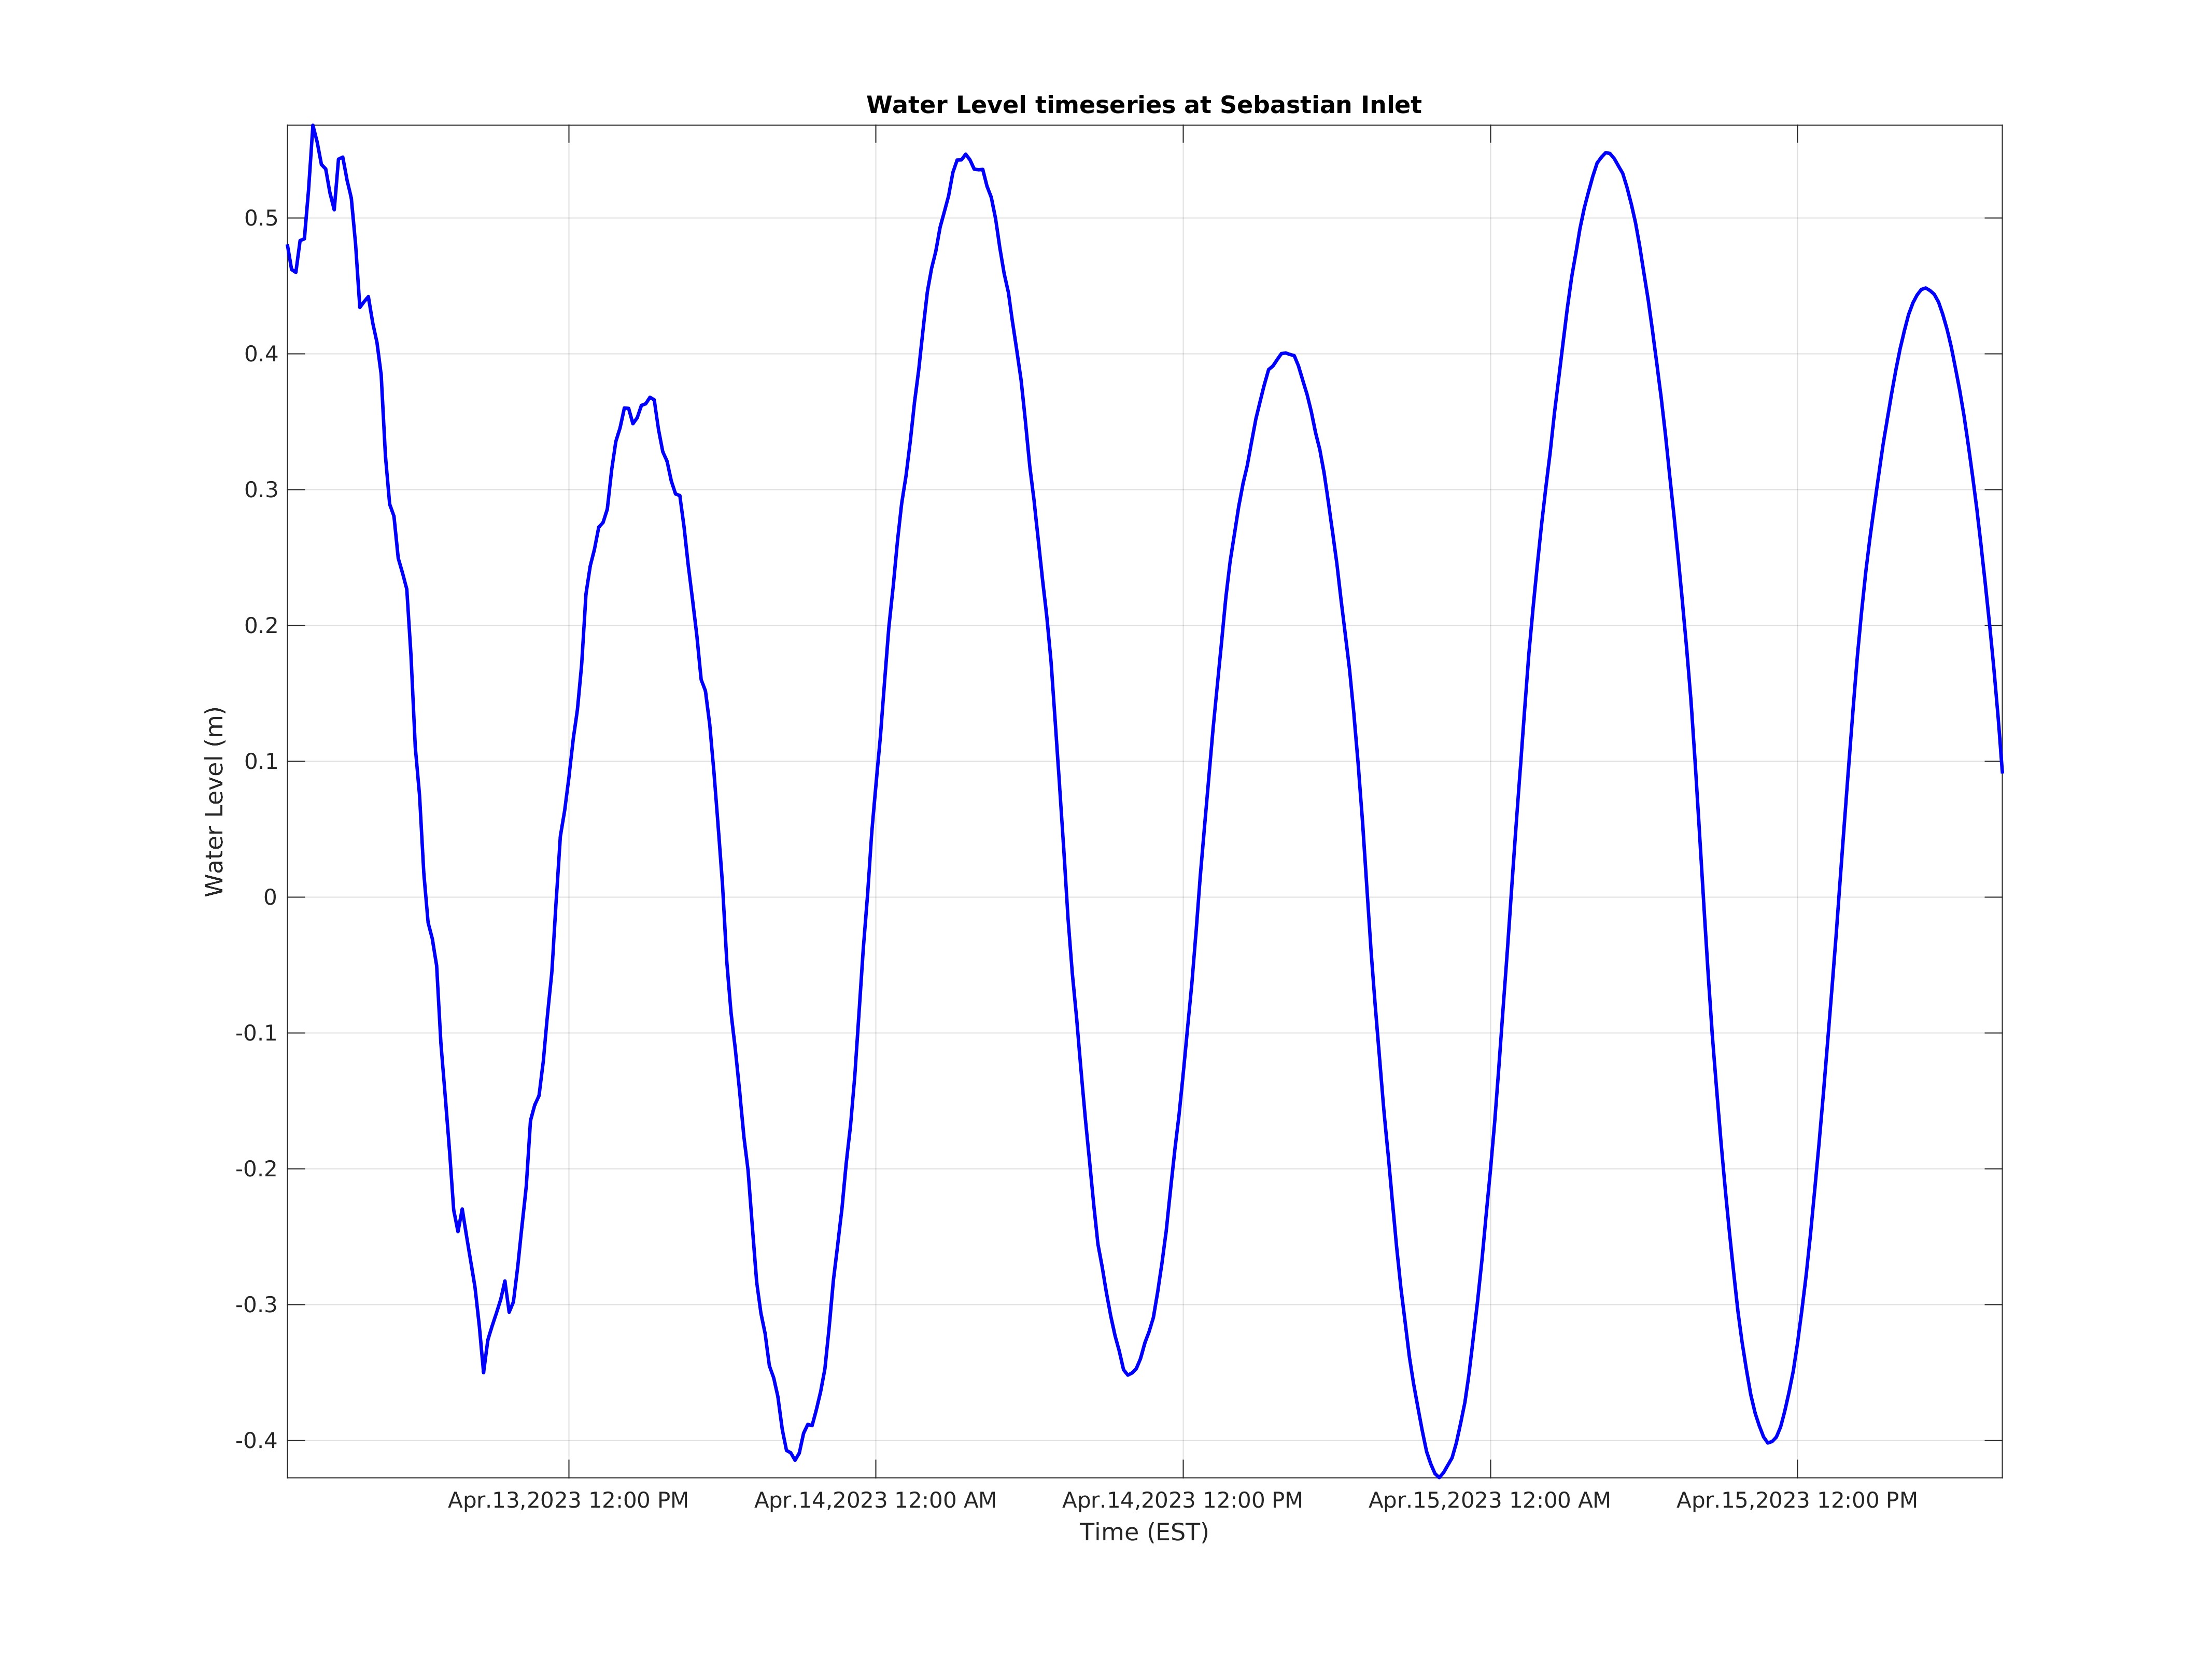 Water Level timeseries at Sebastian Inlet
0.5
0.4
0.3
0.2
0.1
0
-0.1
-0.2
-0.3
-0.4
Water Level (m)
Apr.13,2023 12:00 PM
Apr.14,2023 12:00 AM
Apr.14,2023 12:00 PM
Apr.15,2023 12:00 AM
Apr.15,2023 12:00 PM
Time (EST)